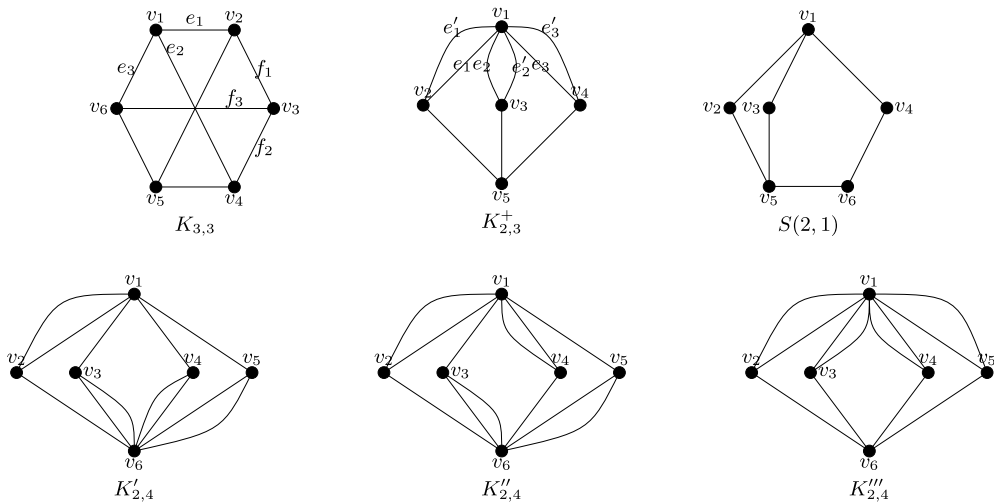 v₁ e₁ v₂
e₂
e₃ f₁
v₆ f₃ v₃
f₂
v₅ v₄
K₃,₃
v₁
e′₁ e′₃
e₁ e₂ e′₂ e₃
v₂ v₃ v₄
v₅
K⁺₂,₃
v₁
v₂ v₃ v₄
v₅ v₆
S(2, 1)
v₁
v₂ v₃ v₄ v₅
v₆
K′₂,₄
v₁
v₂ v₃ v₄ v₅
v₆
K″₂,₄
v₁
v₂ v₃ v₄ v₅
v₆
K‴₂,₄